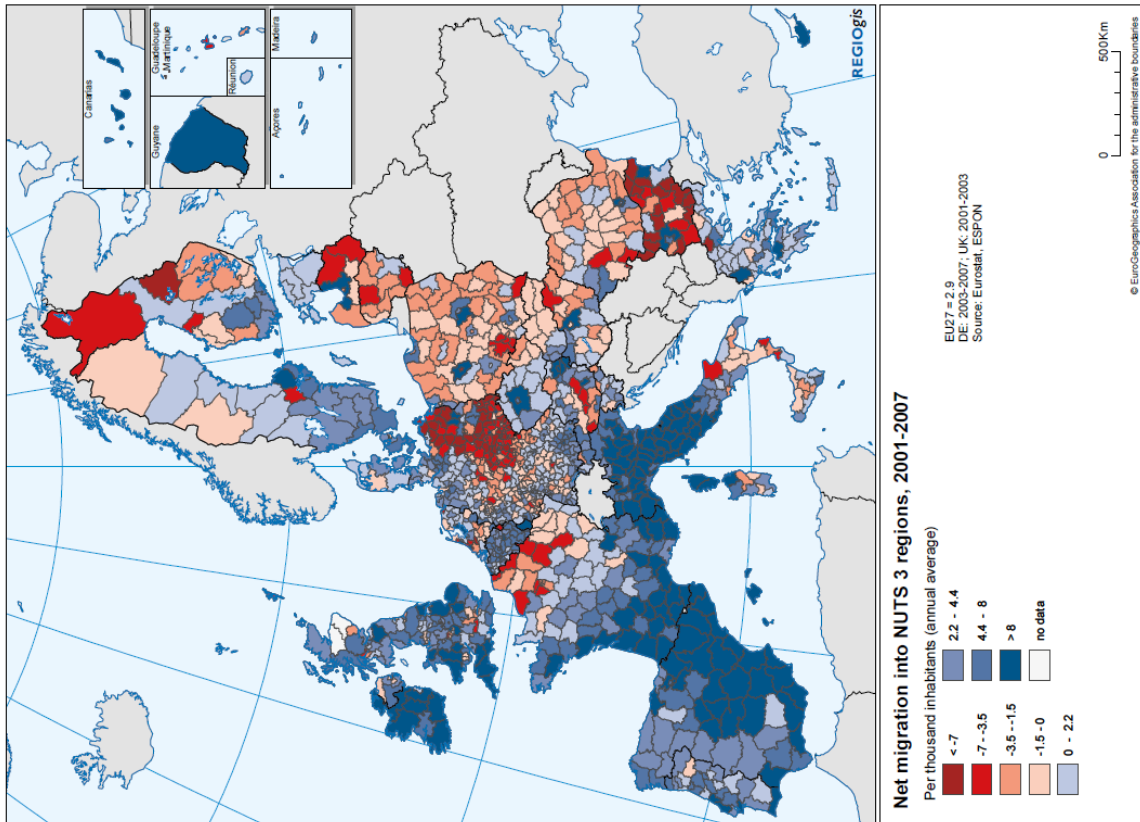 Canarias
Guyane
Guadeloupe
Martinique
Réunion
Açores
Madeira
REGIOgis
Net migration into NUTS 3 regions, 2001-2007
Per thousand inhabitants (annual average)
< -7
-7 - -3.5
-3.5 - -1.5
-1.5 - 0
0 - 2.2
2.2 - 4.4
4.4 - 8
> 8
no data
EU27 = 2.9
DE: 2003-2007; UK: 2001-2003
Source: Eurostat, ESPON
0 500Km
© EuroGeographics Association for the administrative boundaries